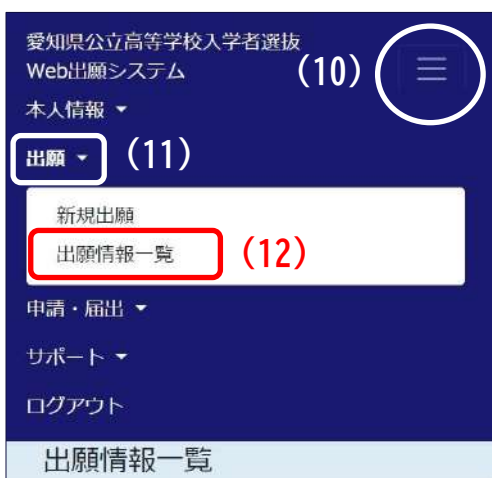 愛知県公立高等学校入学者選抜
Web出願システム
(10)
本人情報
出願
(11)
新規出願
出願情報一覧
(12)
申請・届出
サポート
ログアウト
出願情報一覧